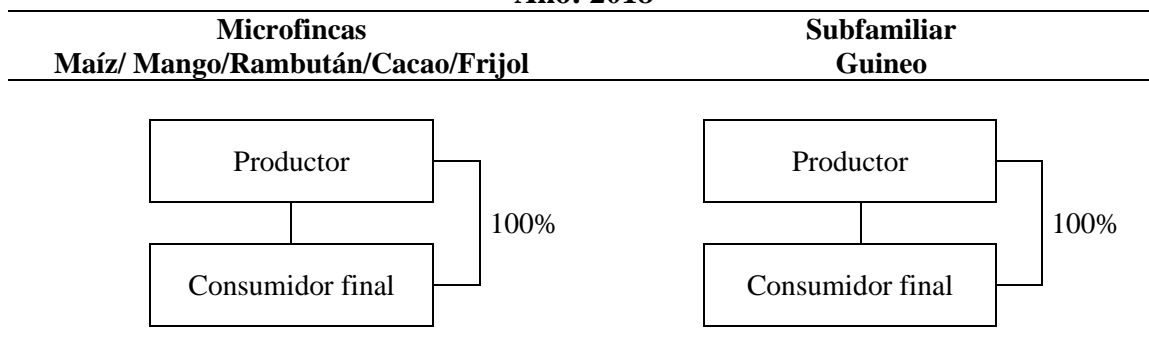 Microfincas Subfamiliar
Maíz/ Mango/Rambután/Cacao/Frijol Guineo
Productor Productor
100% 100%
Consumidor final Consumidor final